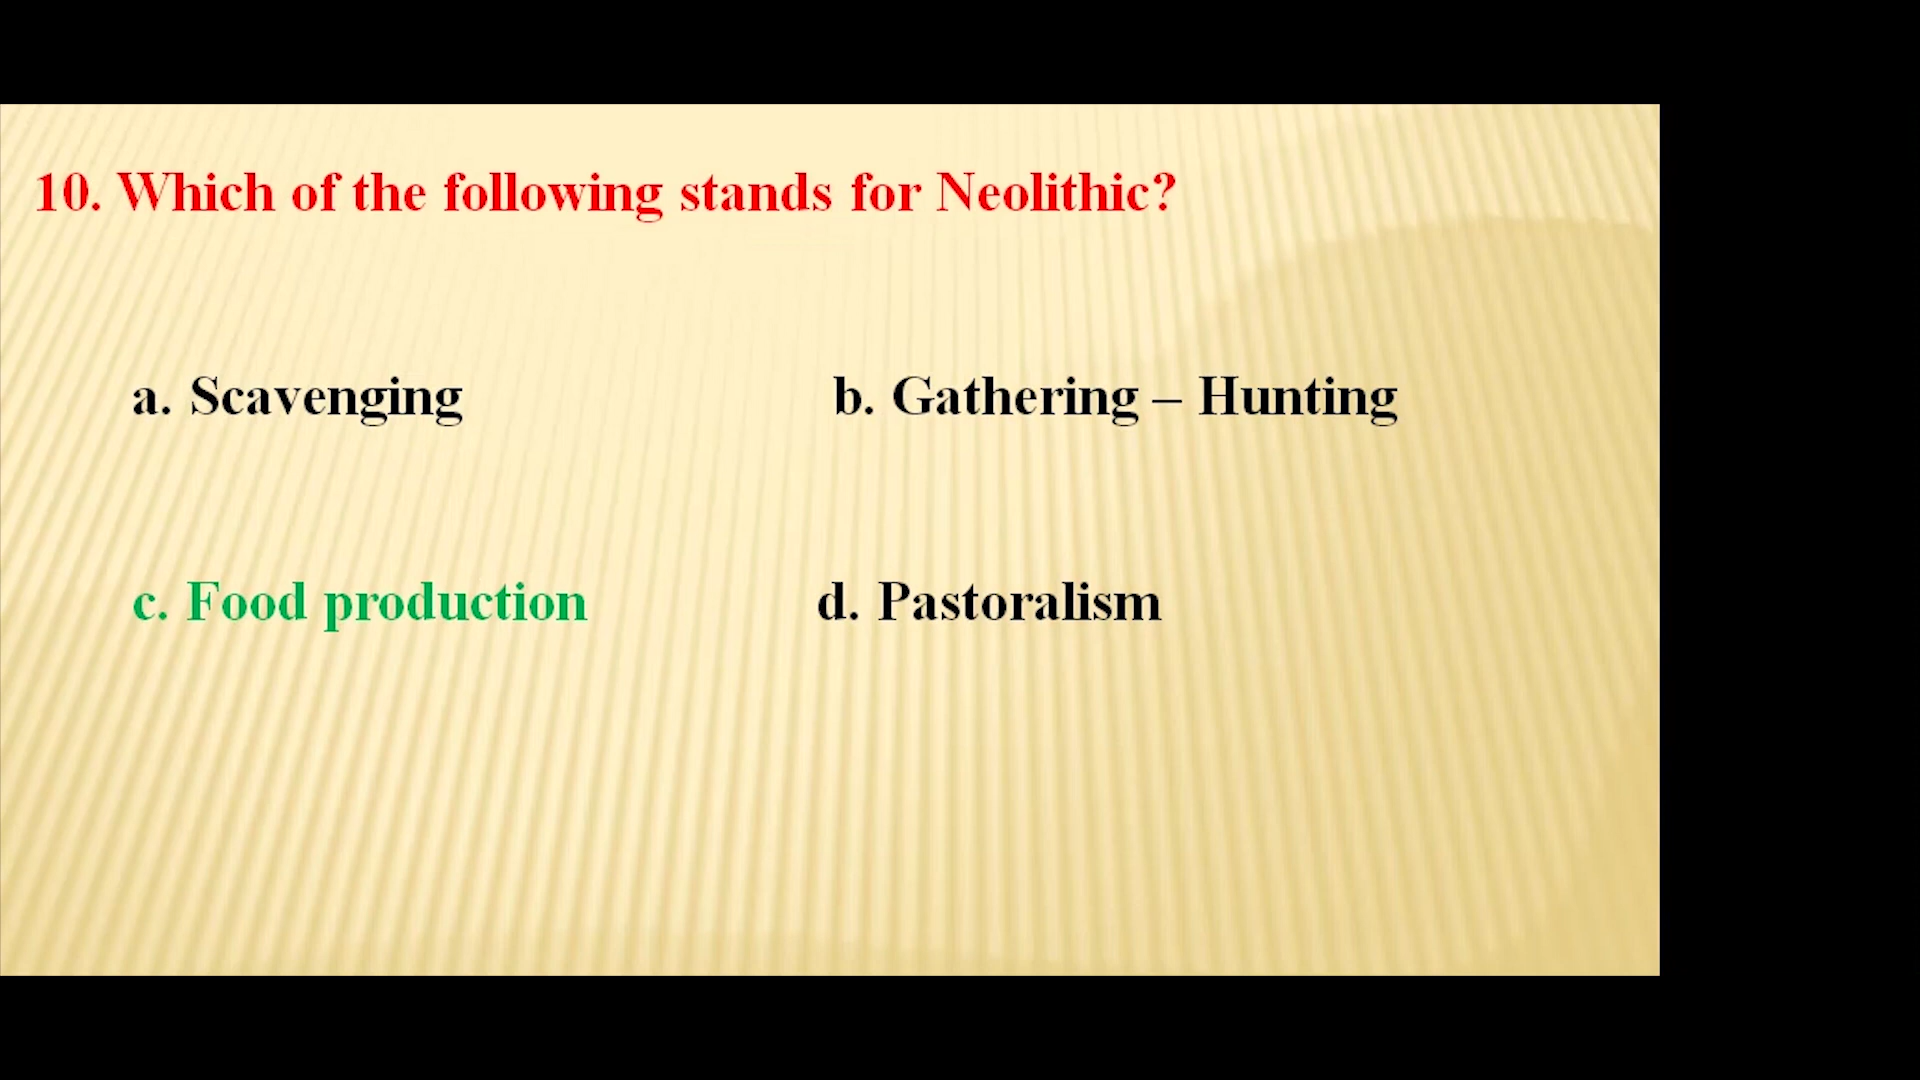 10. Which of the following stands for Neolithic?
a. Scavenging b. Gathering – Hunting
c. Food production d. Pastoralism